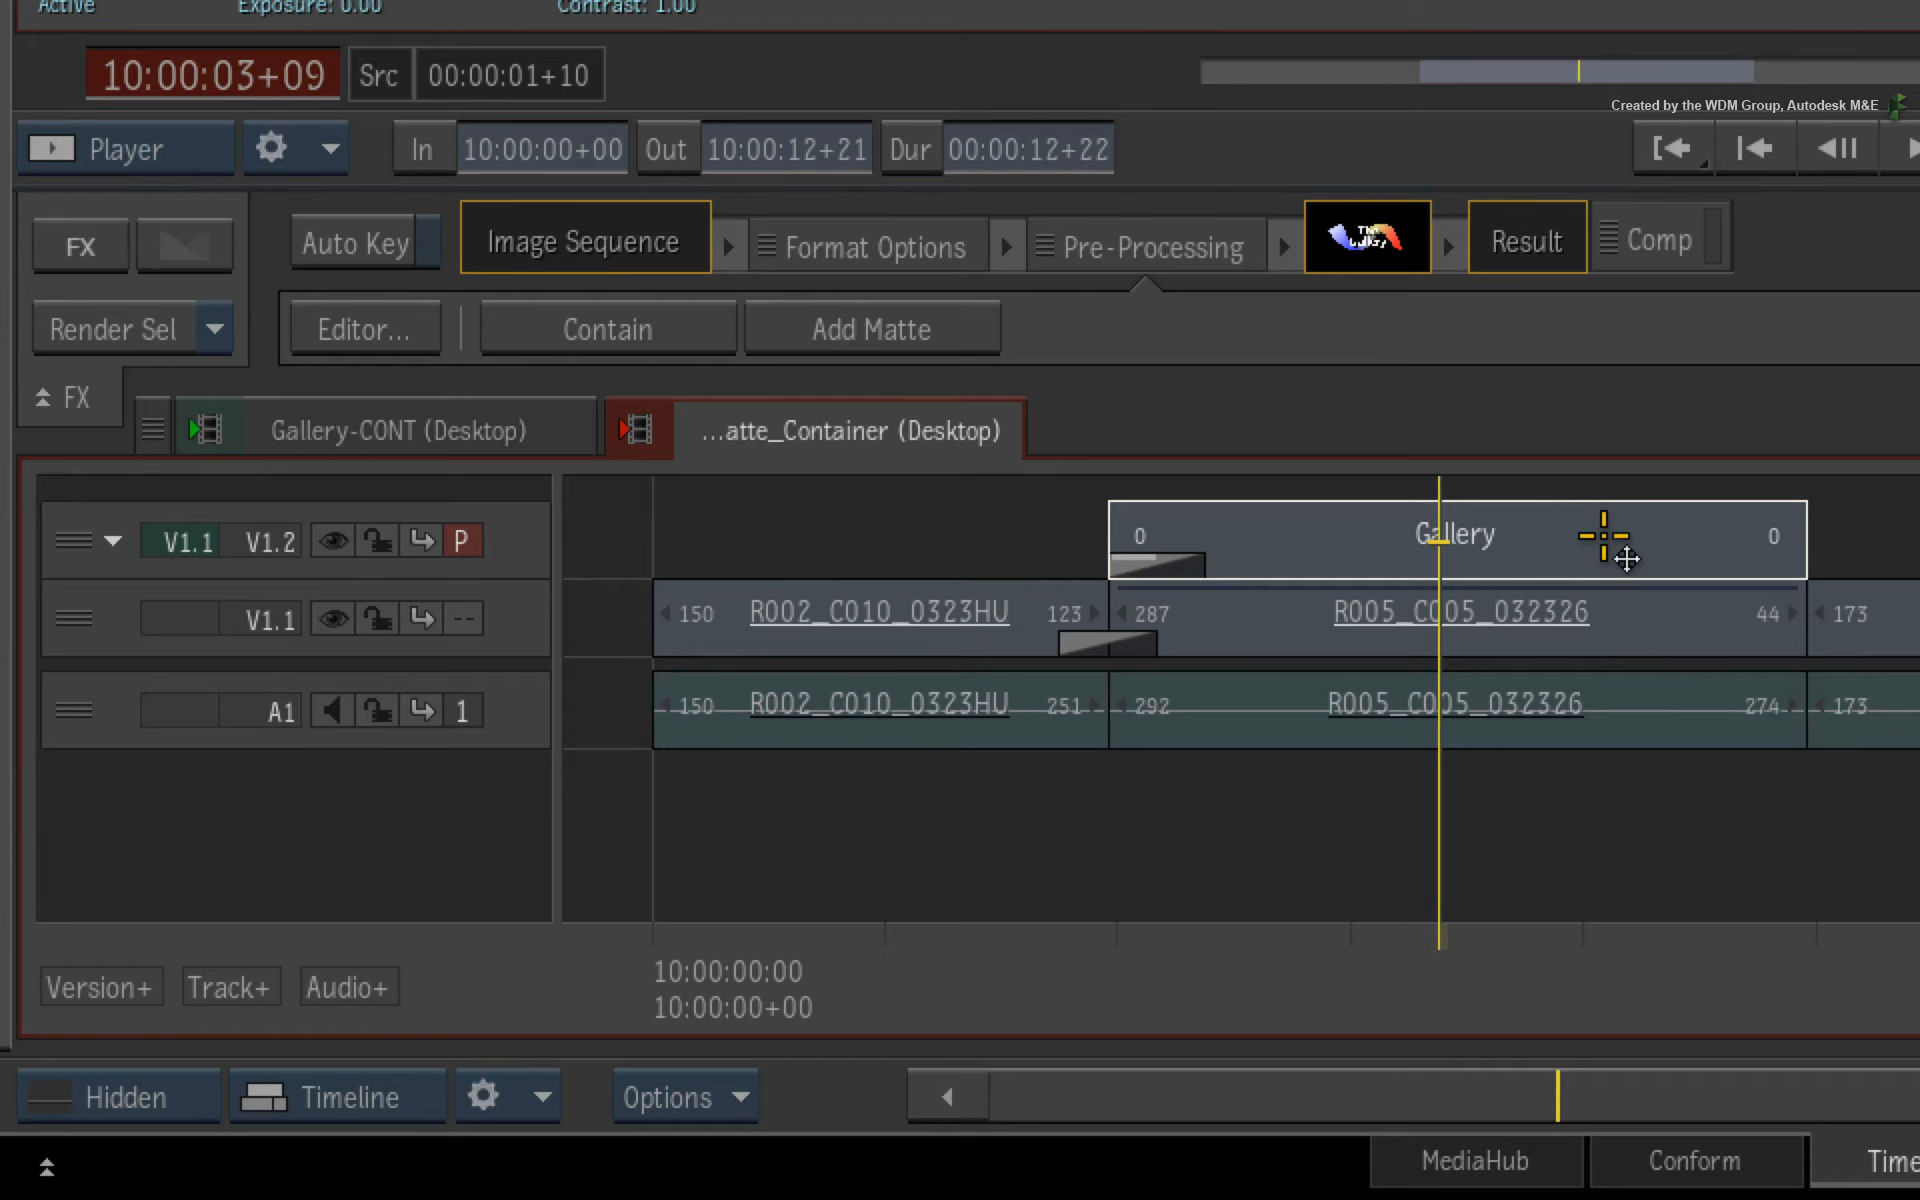 Active Exposure: 0.00 Contrast: 1.00
10:00:03+09 Src 00:00:01+10
Created by the WDM Group, Autodesk M&E
Player In 10:00:00+00 Out 10:00:12+21 Dur 00:00:12+22
FX Auto Key Image Sequence Format Options Pre-Processing The Gallery Result Comp
Render Sel Editor... Contain Add Matte
FX
Gallery-CONT (Desktop) ...atte_Container (Desktop)
V1.1 V1.2 P 0 Gallery 0
V1.1 -- 150 R002_C010_0323HU 123 287 R005_C005_032326 44 173
A1 1 150 R002_C010_0323HU 251 292 R005_C005_032326 274 173
Version+ Track+ Audio+
10:00:00:00
10:00:00+00
Hidden Timeline Options
MediaHub Conform Time